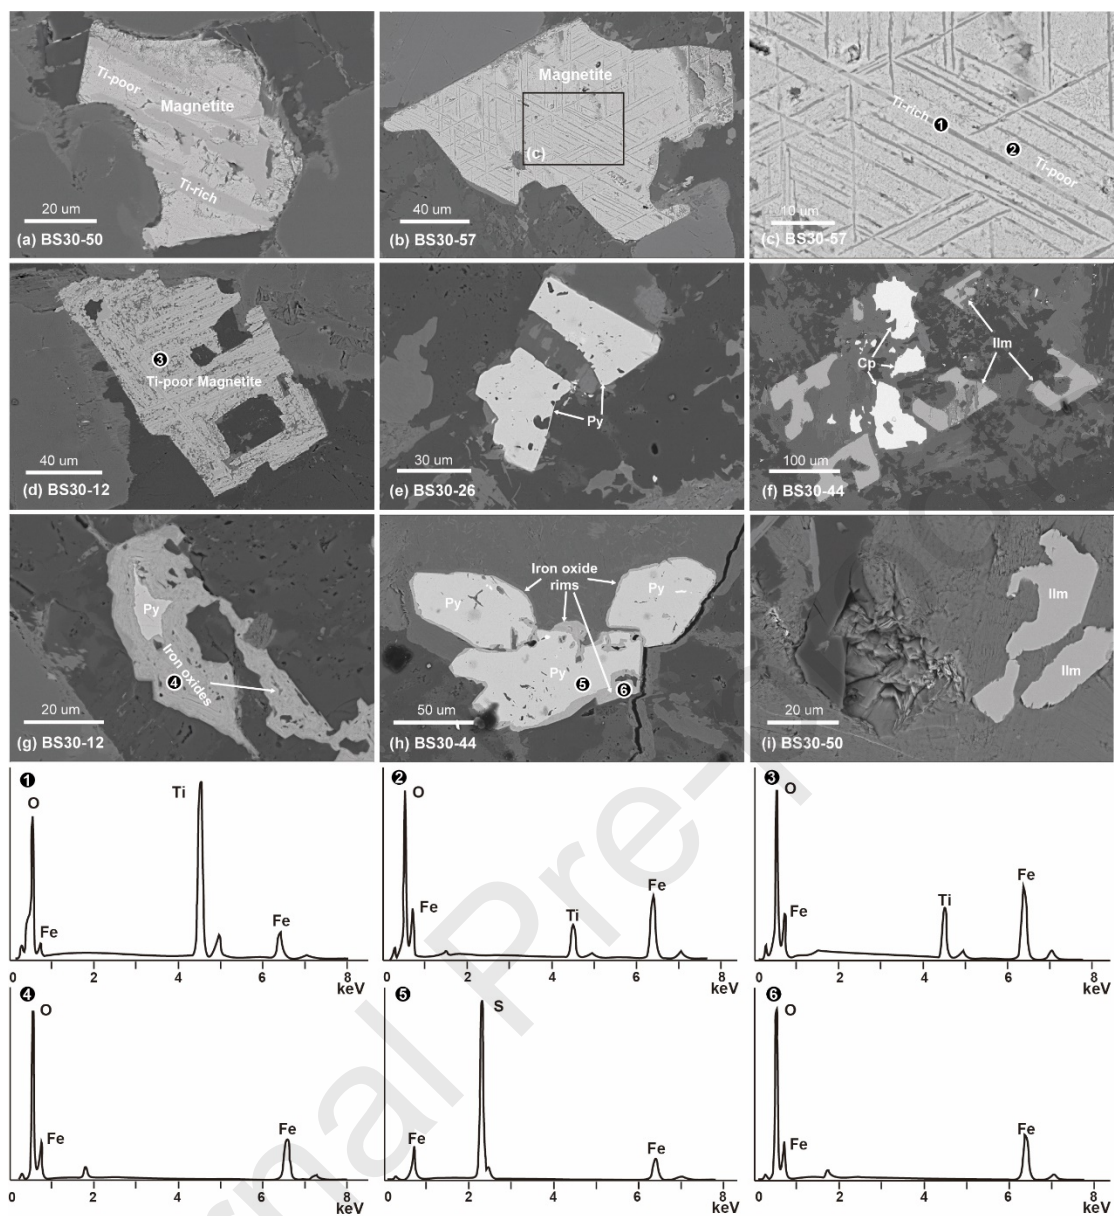 Ti-poor
Magnetite
Ti-rich
20 um
(a) BS30-50
Magnetite
(c)
40 um
(b) BS30-57
Ti-rich
1
2
Ti-poor
10 um
(c) BS30-57
3
Ti-poor Magnetite
40 um
(d) BS30-12
Py
30 um
(e) BS30-26
Cp
Ilm
100 um
(f) BS30-44
Py
Iron oxides
4
20 um
(g) BS30-12
Iron oxide
rims
Py
Py
Py
5
6
50 um
(h) BS30-44
Ilm
Ilm
20 um
(i) BS30-50
1
O
Ti
Fe
Fe
0 2 4 6 8
keV
2
O
Fe
Ti
Fe
0 2 4 6 8
keV
3
O
Fe
Ti
Fe
0 2 4 6 8
keV
4
O
Fe
Fe
0 2 4 6 8
keV
5
S
Fe
Fe
0 2 4 6 8
keV
6
O
Fe
Fe
0 2 4 6 8
keV
rnal Pre-